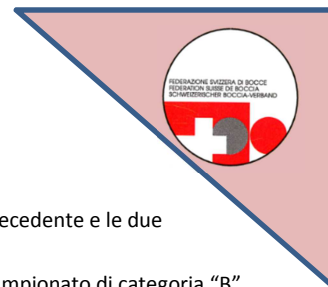 FEDERAZIONE SVIZZERA DI BOCCE
FEDERATION SUISSE DE BOCCIA
SCHWEIZERISCHER BOCCIA-VERBAND
ecedente e le due
mpionato di categoria “B”